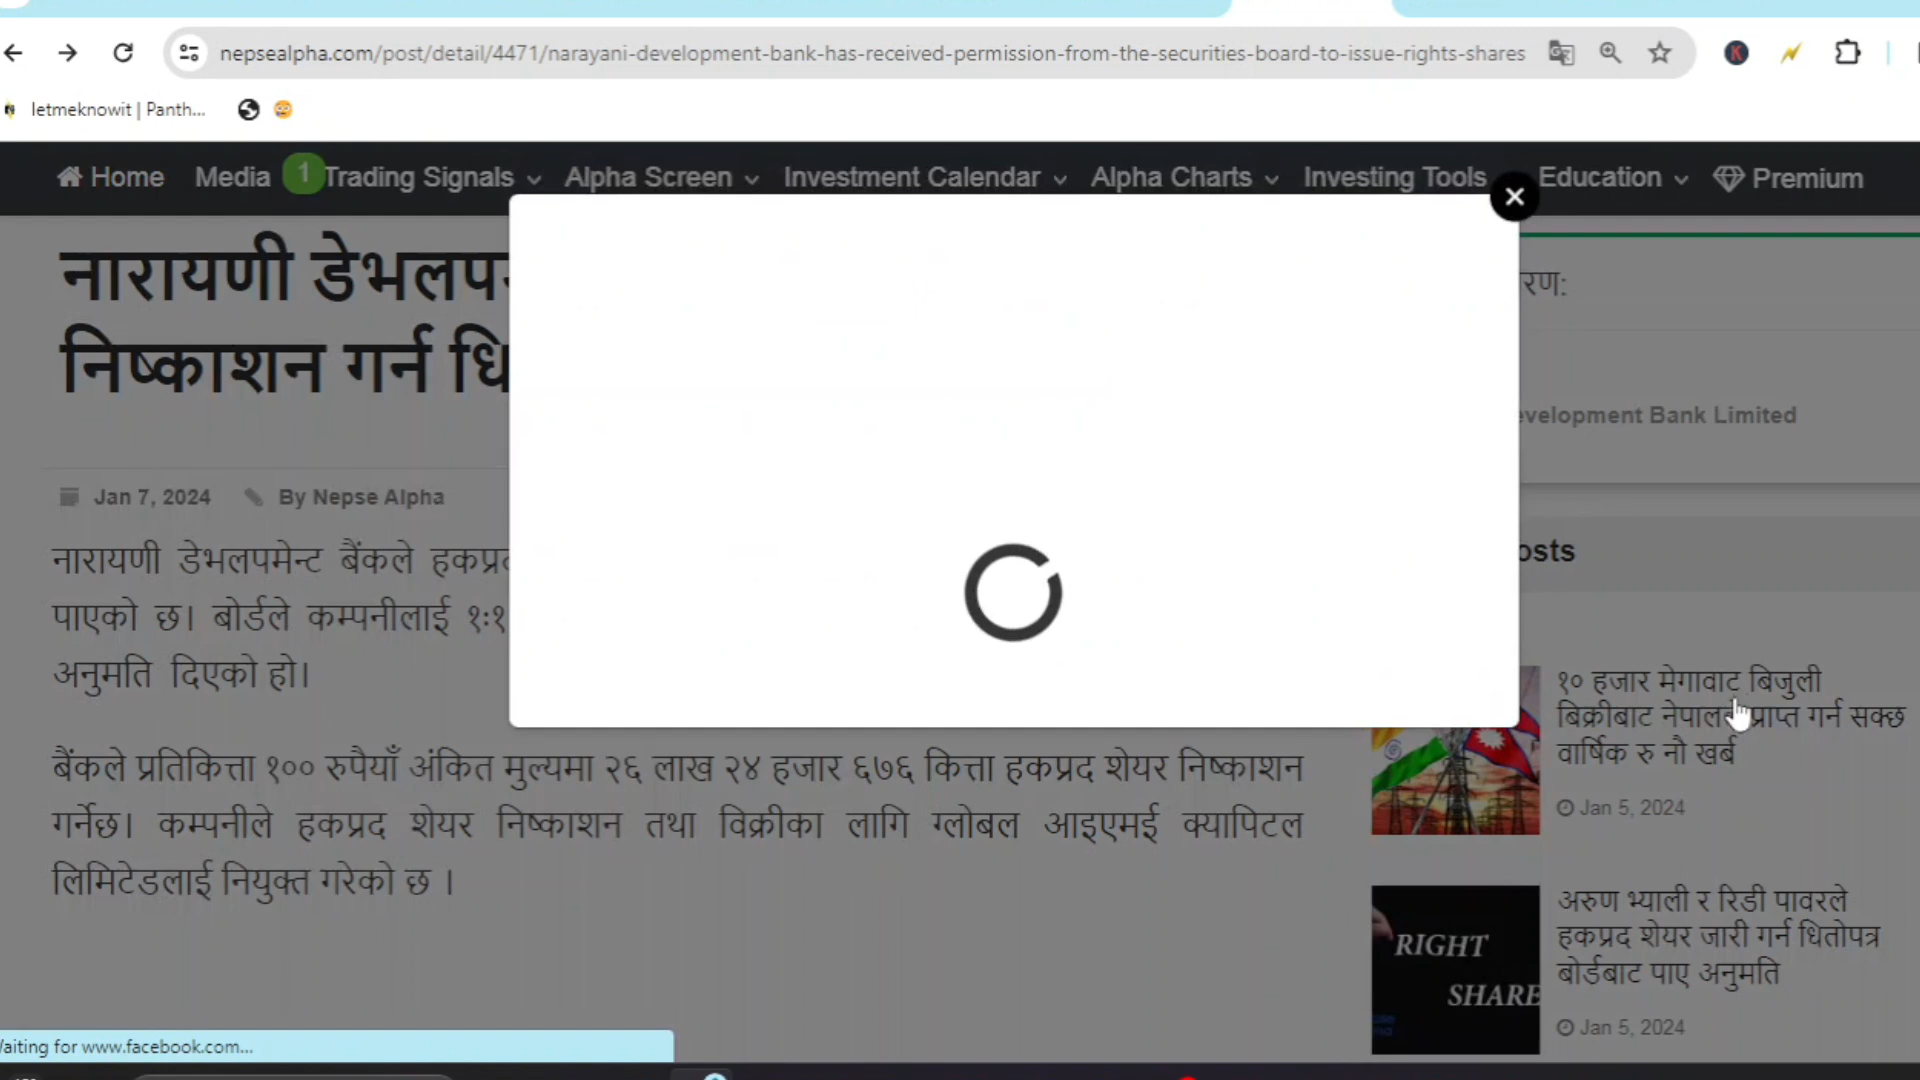 nepsealpha.com/post/detail/4471/narayani-development-bank-has-received-permission-from-the-securities-board-to-issue-rights-shares
letmeknowit | Panth...
Home Media 1 Trading Signals Alpha Screen Investment Calendar Alpha Charts Investing Tools Education Premium
नारायणी
निष्काशन गर्न
रण:
Development Bank Limited
Jan 7, 2024 By Nepse Alpha
नारायणी डेभलपमेन्ट बैंकले
पाएको छ। बोर्डले कम्पनीलाई १ः१
अनुमति दिएको हो।
बैंकले प्रतिकित्ता १०० रुपैयाँ अंकित मुल्यमा २६ लाख २४ हजार ६७६ कित्ता हकप्रद शेयर निष्काशन
गर्नेछ। कम्पनीले हकप्रद शेयर निष्काशन तथा विक्रीका लागि ग्लोबल आइएमई क्यापिटल
लिमिटेडलाई नियुक्त गरेको छ ।
osts
१० हजार मेगावाट बिजुली
बिक्रीबाट प्राप्त गर्न सक्छ
वार्षिक रु नौ खर्ब
Jan 5, 2024
RIGHT
SHARE
अरुण भ्याली र रिडी पावरले
हकप्रद शेयर जारी गर्न धितोपत्र
बोर्डबाट पाए अनुमति
Jan 5, 2024
aiting for www.facebook.com...